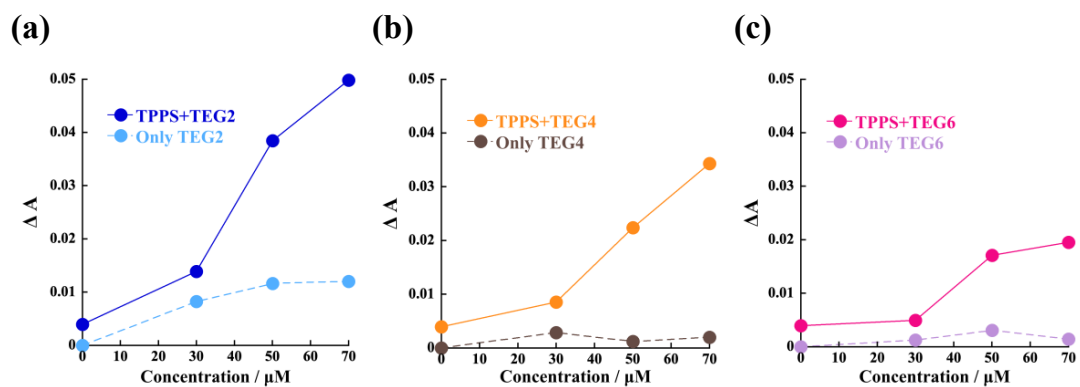 (a)
(b)
(c)
0.05
0.04
0.03
0.02
0.01
0
Δ A
TPPS+TEG2
Only TEG2
0 10 20 30 40 50 60 70
Concentration / μM
0.05
0.04
0.03
0.02
0.01
0
Δ A
TPPS+TEG4
Only TEG4
0 10 20 30 40 50 60 70
Concentration / μM
0.05
0.04
0.03
0.02
0.01
0
Δ A
TPPS+TEG6
Only TEG6
0 10 20 30 40 50 60 70
Concentration / μM